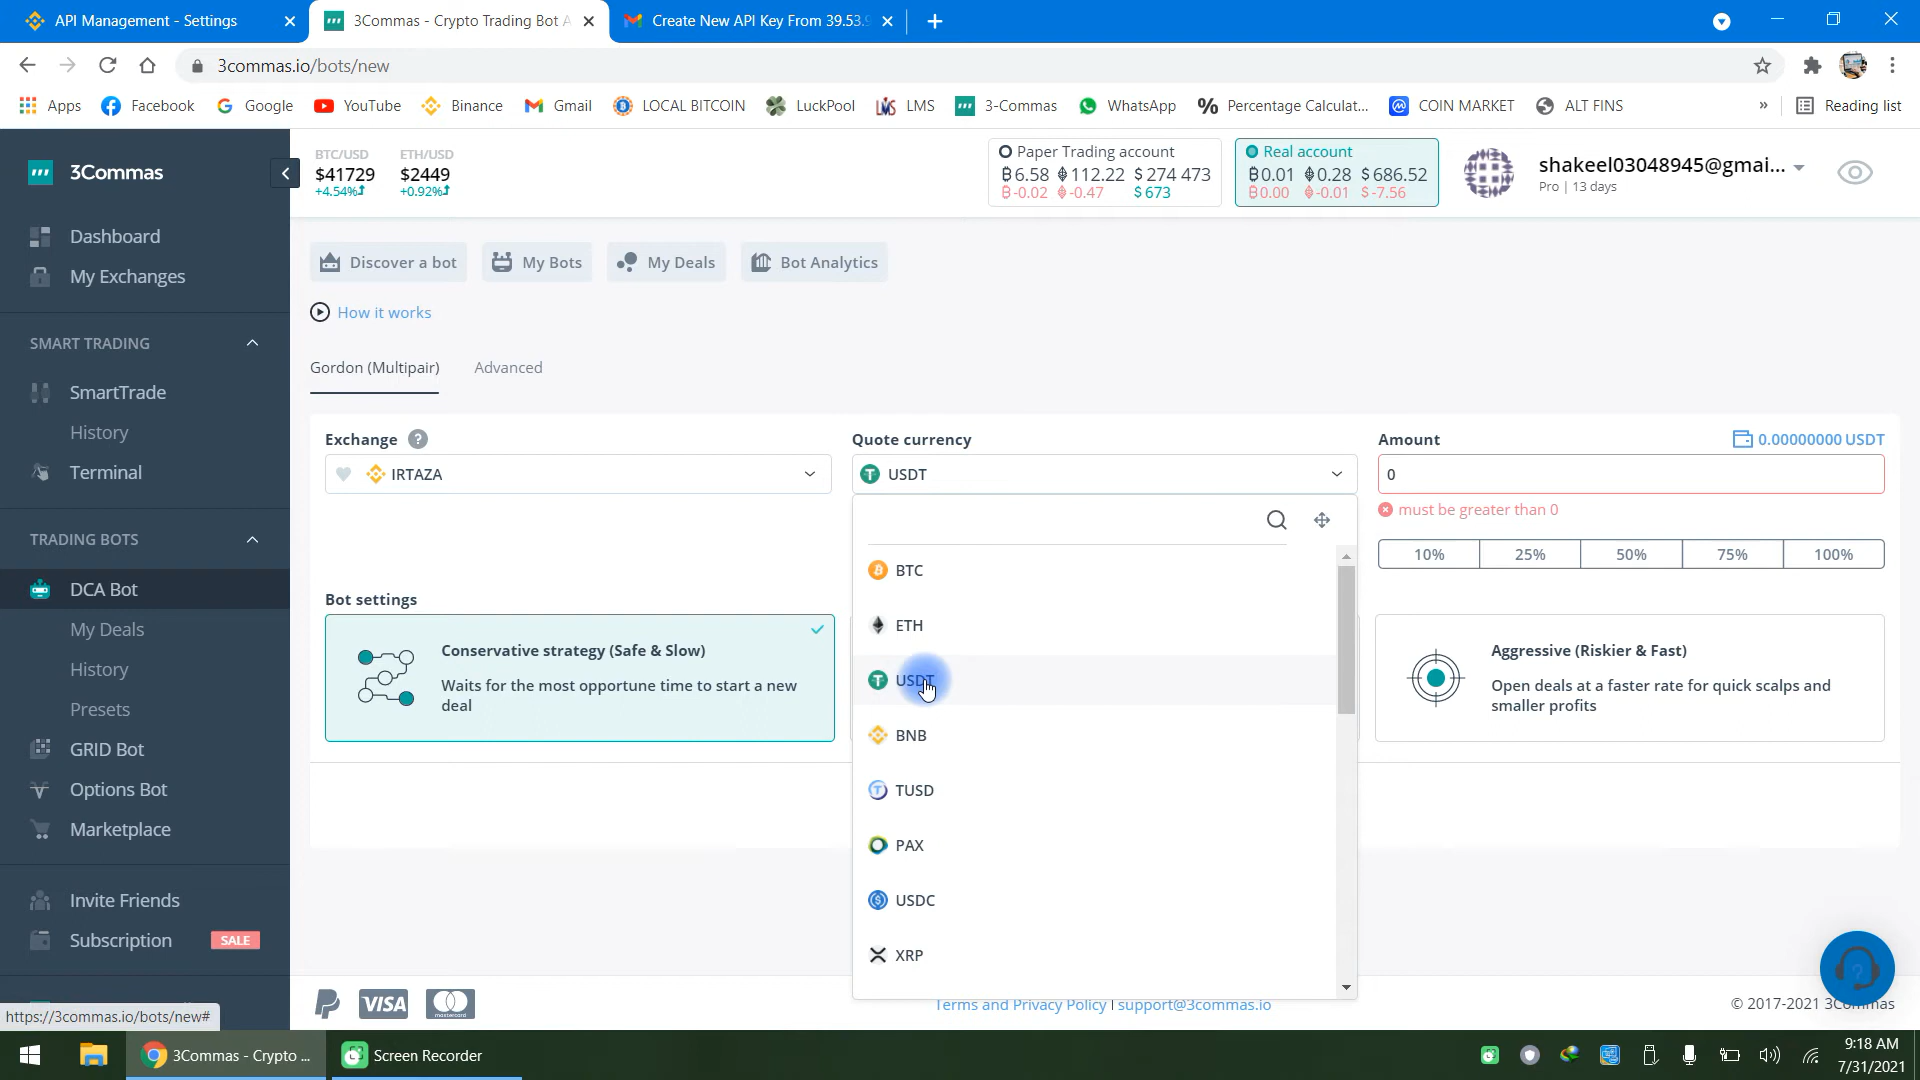 API Management - Settings
3Commas - Crypto Trading Bot A
Create New API Key From 39.53.9
3commas.io/bots/new
Apps
Facebook
Google
YouTube
Binance
Gmail
LOCAL BITCOIN
LuckPool
LMS
3-Commas
WhatsApp
Percentage Calculat...
COIN MARKET
ALT FINS
»
Reading list
3Commas
BTC/USD
$41729
+4.54%
ETH/USD
$2449
+0.92%
Paper Trading account
6.58 112.22 $ 274 473
-0.02 -0.47 $ 673
Real account
0.01 0.28 $ 686.52
0.00 -0.01 $ -7.56
shakeel03048945@gmai...
Pro | 13 days
Dashboard
My Exchanges
SMART TRADING
SmartTrade
History
Terminal
TRADING BOTS
DCA Bot
My Deals
History
Presets
GRID Bot
Options Bot
Marketplace
Invite Friends
Subscription
SALE
Discover a bot
My Bots
My Deals
Bot Analytics
How it works
Gordon (Multipair)
Advanced
Exchange ?
IRTAZA
Quote currency
USDT
BTC
ETH
USDT
BNB
TUSD
PAX
USDC
XRP
Amount
0.00000000 USDT
0
must be greater than 0
10%
25%
50%
75%
100%
Bot settings
Conservative strategy (Safe & Slow)
Waits for the most opportune time to start a new
deal
Aggressive (Riskier & Fast)
Open deals at a faster rate for quick scalps and
smaller profits
VISA
mastercard
Terms and Privacy Policy | support@3commas.io
© 2017-2021 3Commas
https://3commas.io/bots/new#
3Commas - Crypto ...
Screen Recorder
9:18 AM
7/31/2021